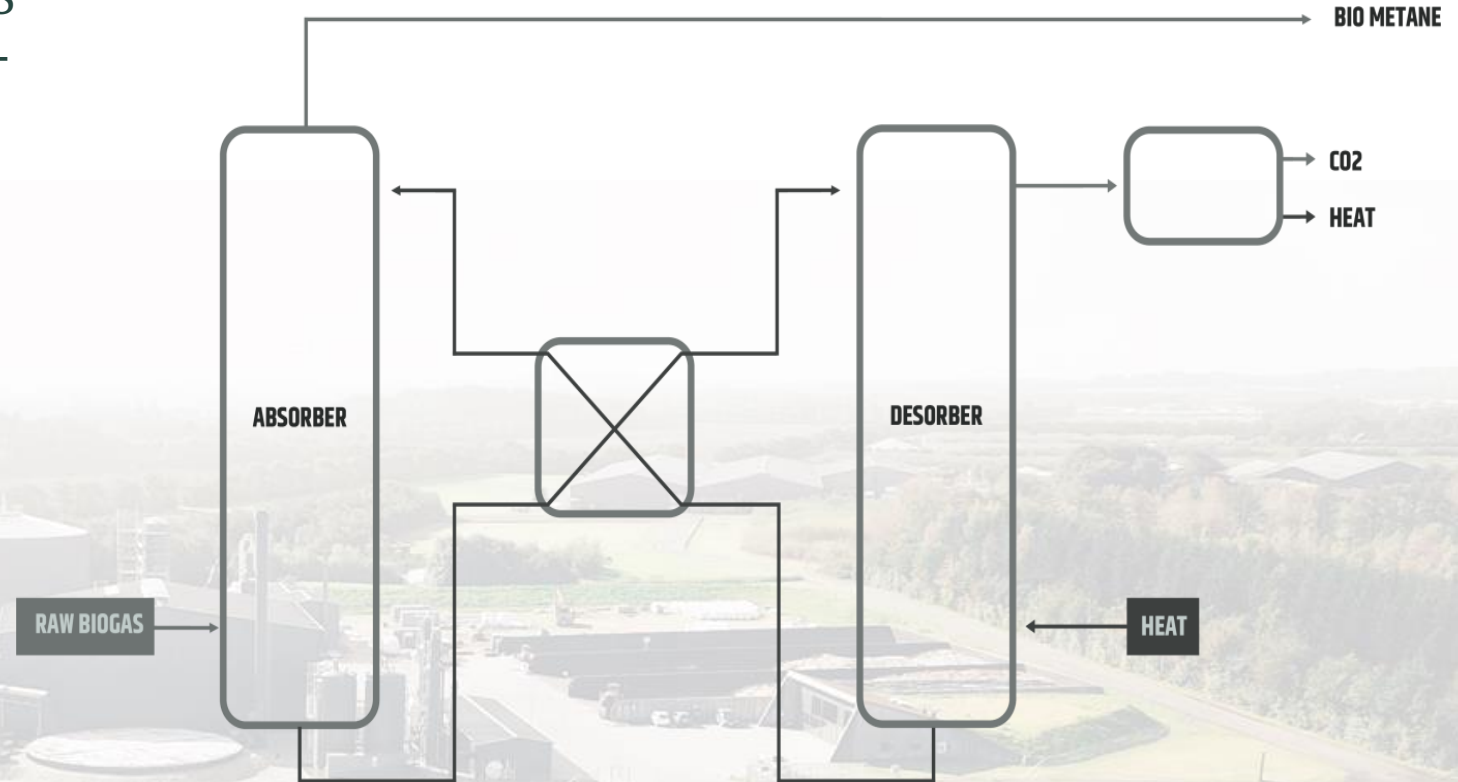 S
BIO METANE
CO2
HEAT
ABSORBER
DESORBER
RAW BIOGAS
HEAT